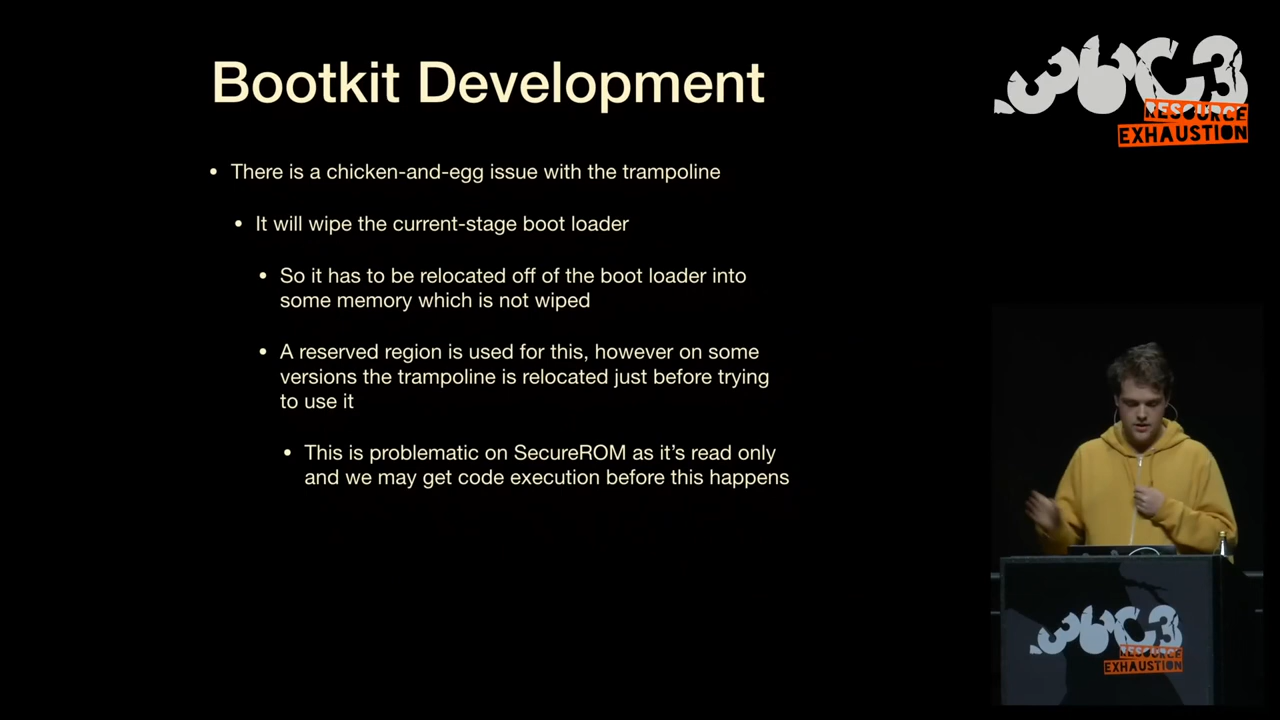 Bootkit Development
• There is a chicken-and-egg issue with the trampoline
• It will wipe the current-stage boot loader
• So it has to be relocated off of the boot loader into
some memory which is not wiped
• A reserved region is used for this, however on some
versions the trampoline is relocated just before trying
to use it
• This is problematic on SecureROM as it's read only
and we may get code execution before this happens
36C3
RESOURCE
EXHAUSTION
36C3
RESOURCE
EXHAUSTION